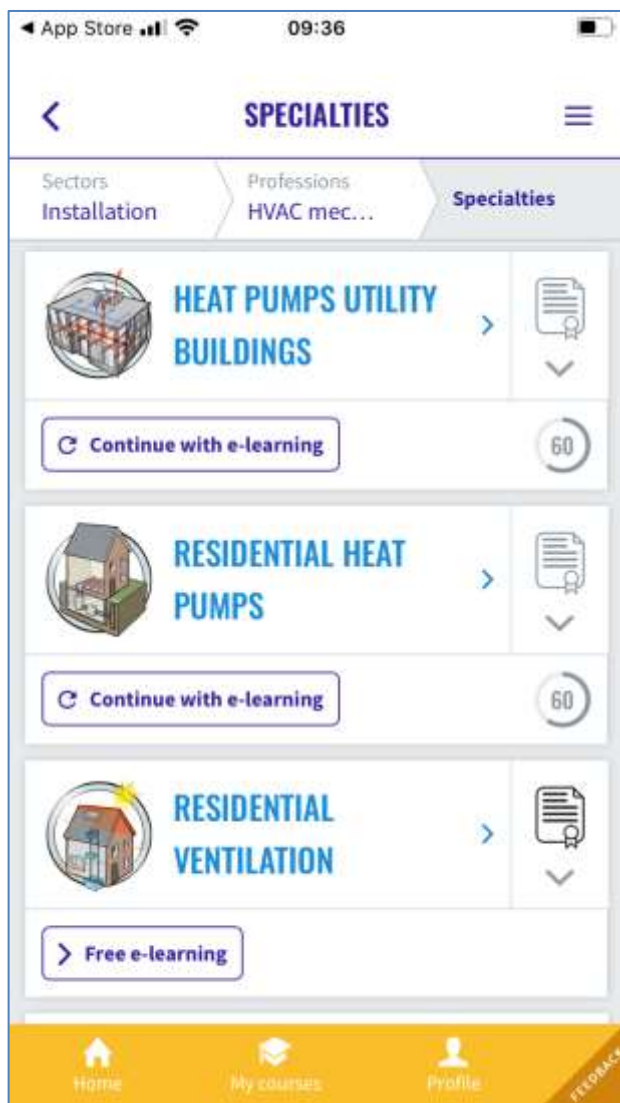 App Store
09:36
SPECIALTIES
Sectors
Installation
Professions
HVAC mec...
Specialties
HEAT PUMPS UTILITY
BUILDINGS
Continue with e-learning
60
RESIDENTIAL HEAT
PUMPS
Continue with e-learning
60
RESIDENTIAL
VENTILATION
Free e-learning
Home
My courses
Profile
FEEDBACK